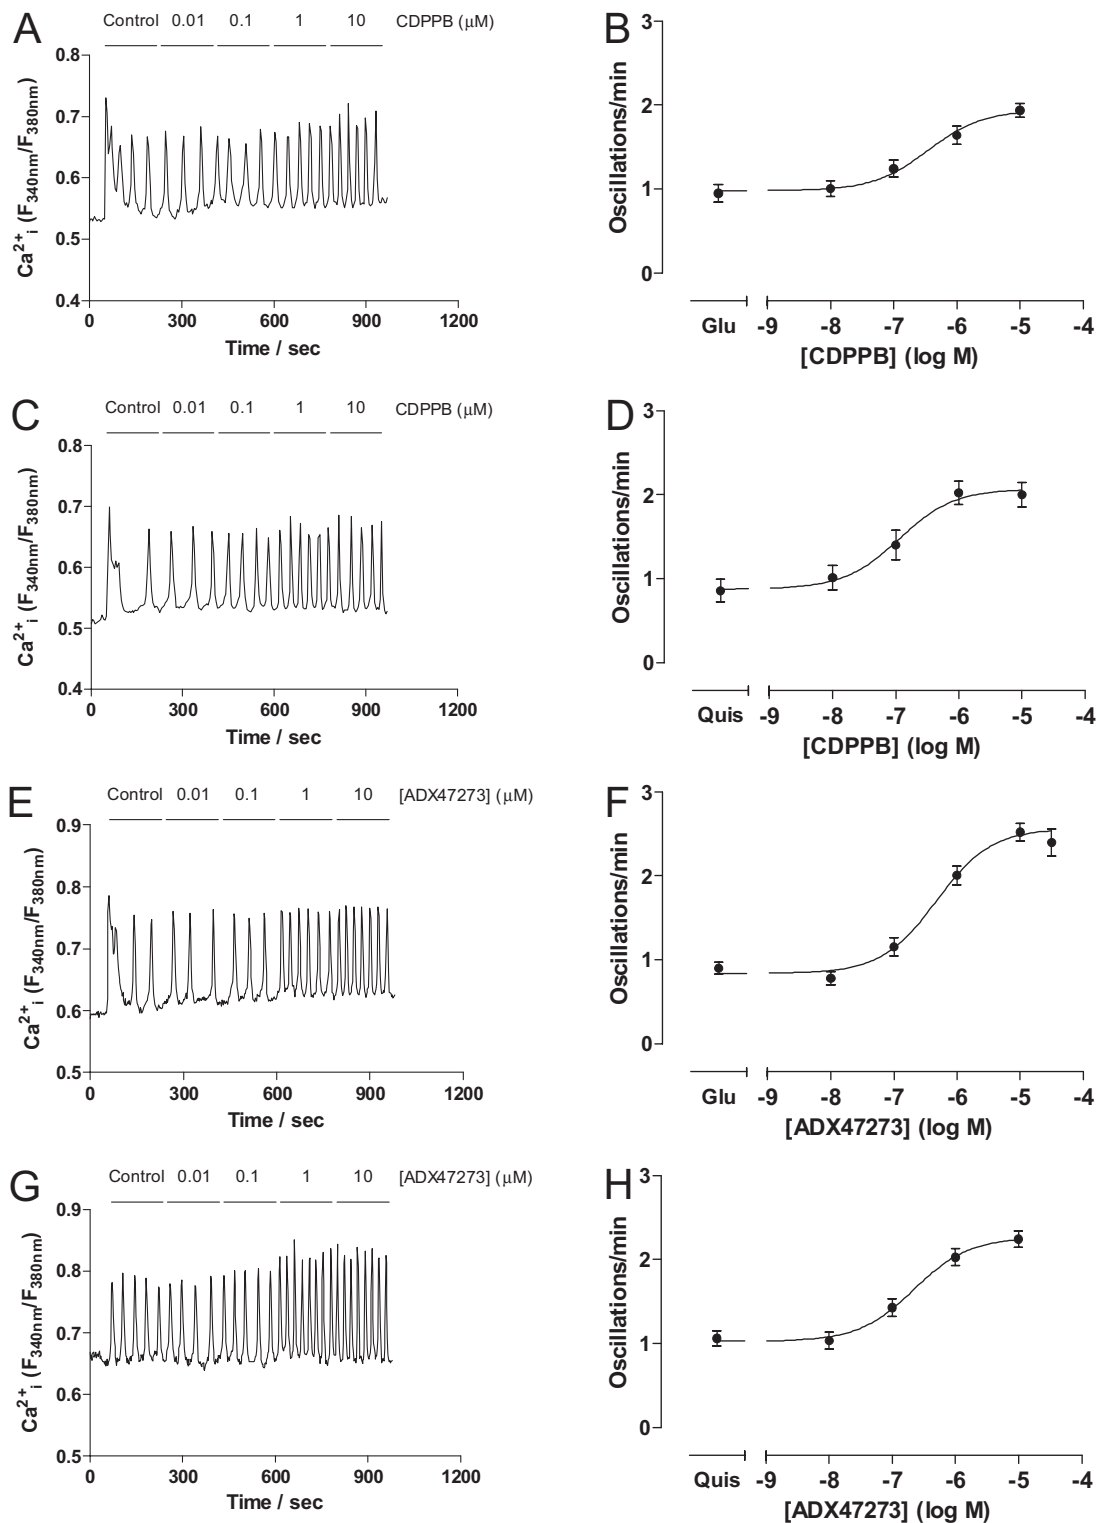 A
Control 0.01 0.1 1 10 CDPPB (µM)
0.8
0.7
0.6
0.5
0.4
Ca²⁺ᵢ (F340nm/F380nm)
0 300 600 900 1200
Time / sec
B
3
2
1
0
Oscillations/min
Glu -9 -8 -7 -6 -5 -4
[CDPPB] (log M)
C
Control 0.01 0.1 1 10 CDPPB (µM)
0.8
0.7
0.6
0.5
0.4
Ca²⁺ᵢ (F340nm/F380nm)
0 300 600 900 1200
Time / sec
D
3
2
1
0
Oscillations/min
Quis -9 -8 -7 -6 -5 -4
[CDPPB] (log M)
E
Control 0.01 0.1 1 10 [ADX47273] (µM)
0.9
0.8
0.7
0.6
0.5
Ca²⁺ᵢ (F340nm/F380nm)
0 300 600 900 1200
Time / sec
F
3
2
1
0
Oscillations/min
Glu -9 -8 -7 -6 -5 -4
[ADX47273] (log M)
G
Control 0.01 0.1 1 10 [ADX47273] (µM)
0.9
0.8
0.7
0.6
0.5
Ca²⁺ᵢ (F340nm/F380nm)
0 300 600 900 1200
Time / sec
H
3
2
1
0
Oscillations/min
Quis -9 -8 -7 -6 -5 -4
[ADX47273] (log M)